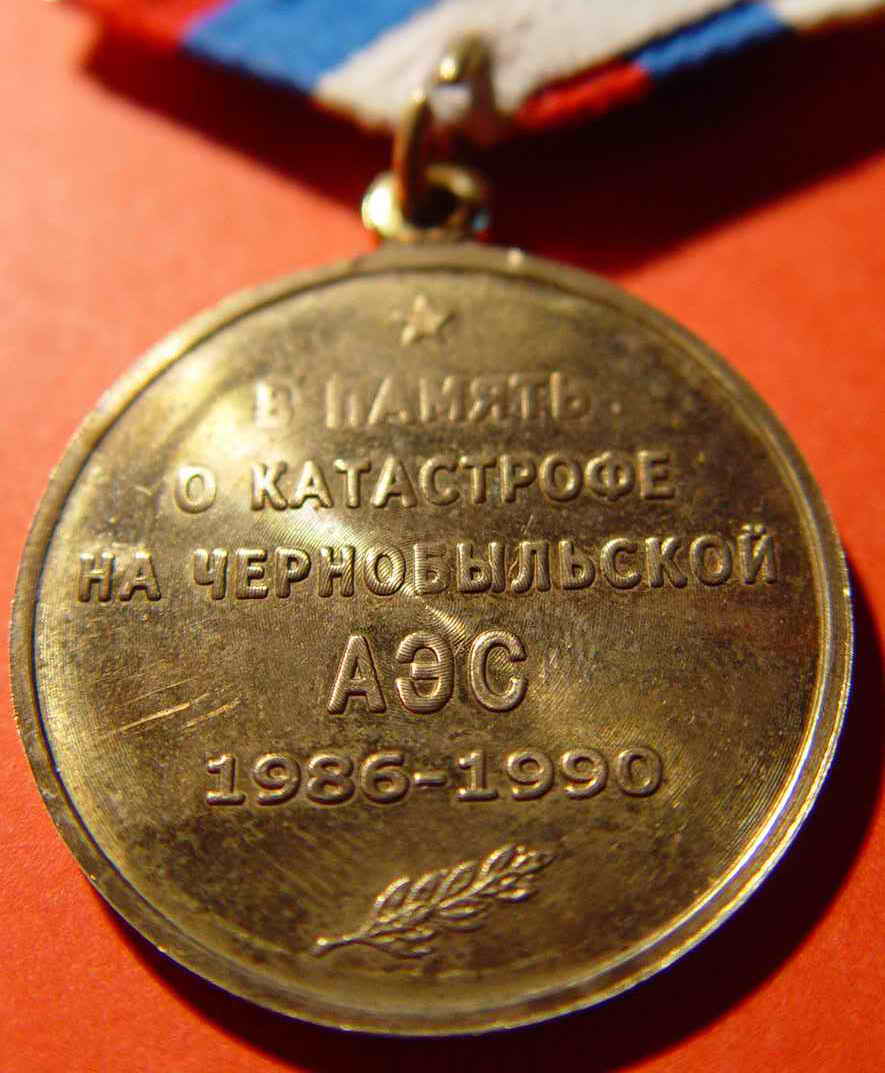 В ПАМЯТЬ
О КАТАСТРОФЕ
НА ЧЕРНОБЫЛЬСКОЙ
АЭС
1986-1990